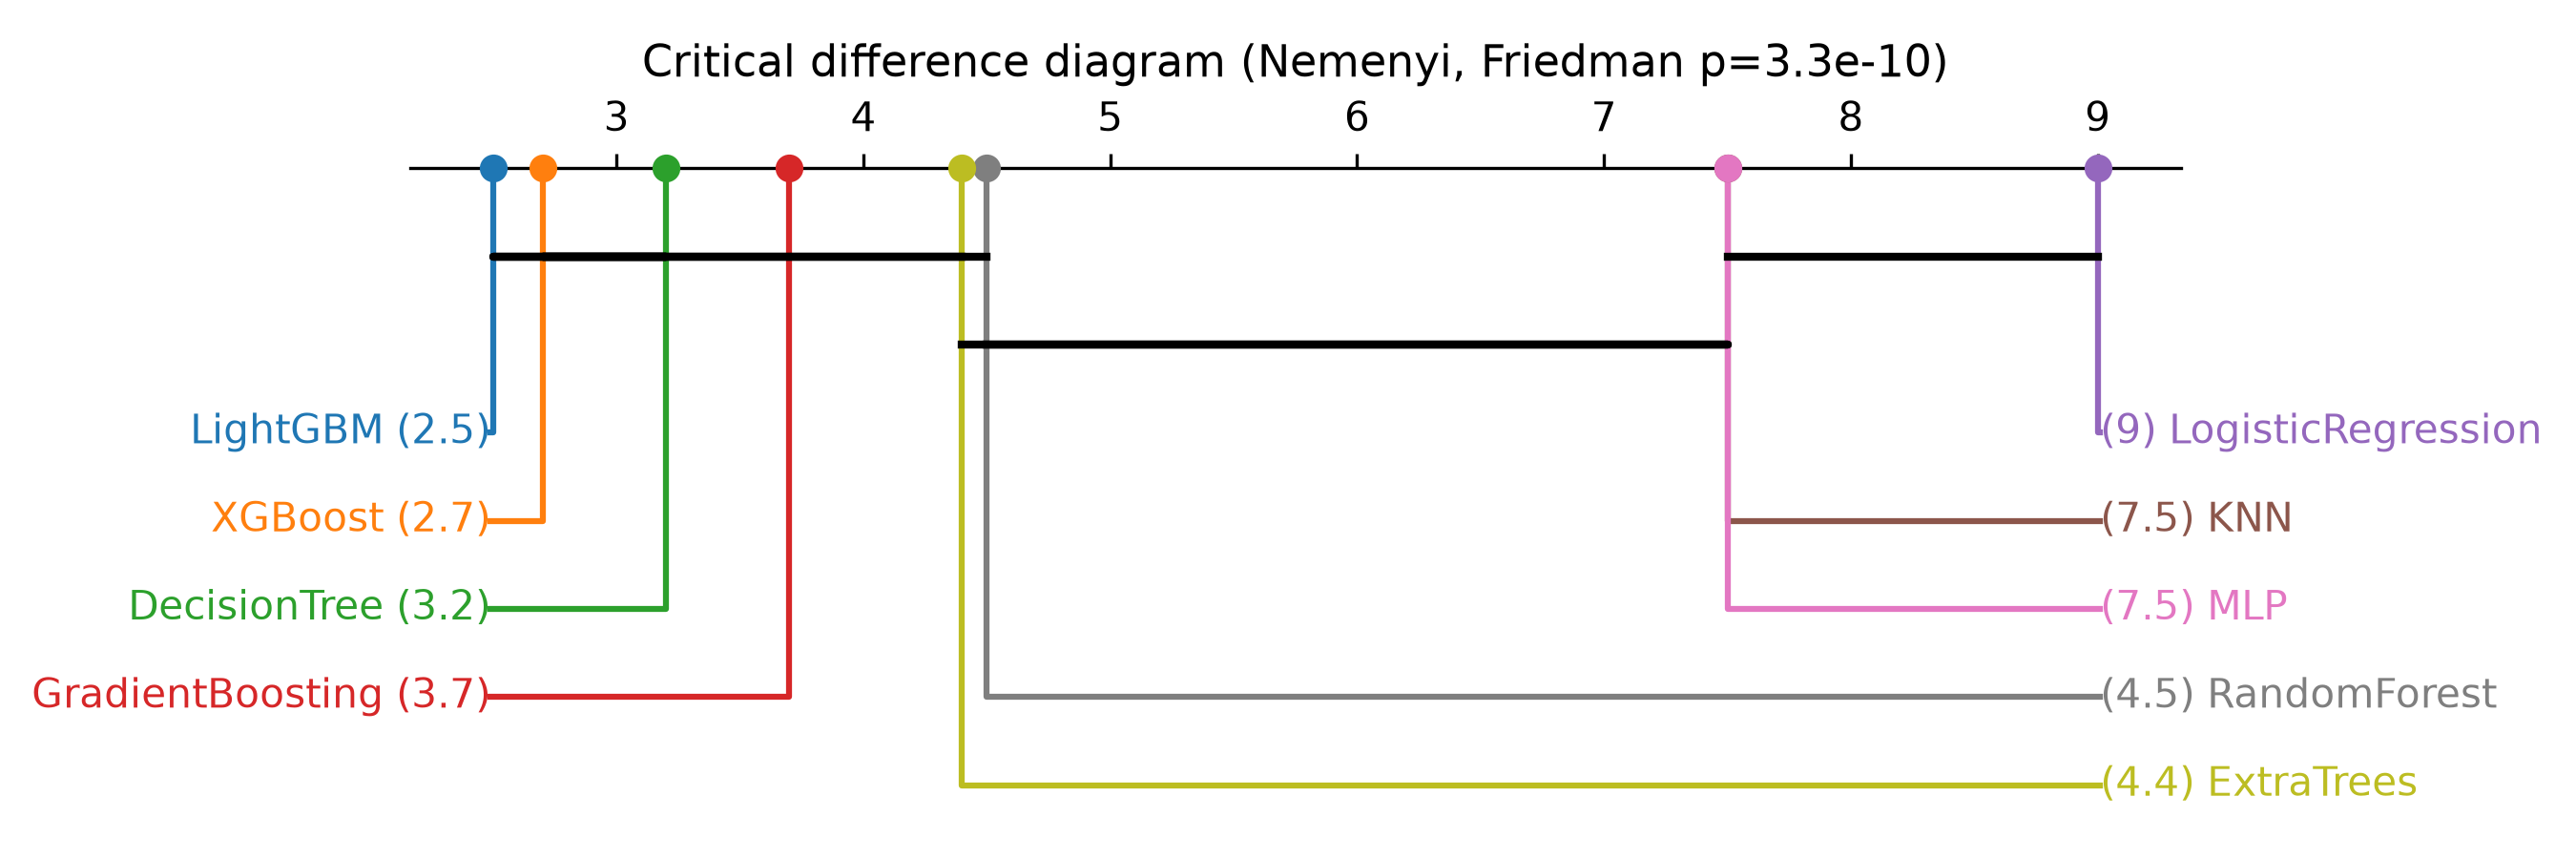 Critical difference diagram (Nemenyi, Friedman p=3.3e-10)
3 4 5 6 7 8 9
LightGBM (2.5)
XGBoost (2.7)
DecisionTree (3.2)
GradientBoosting (3.7)
(9) LogisticRegression
(7.5) KNN
(7.5) MLP
(4.5) RandomForest
(4.4) ExtraTrees